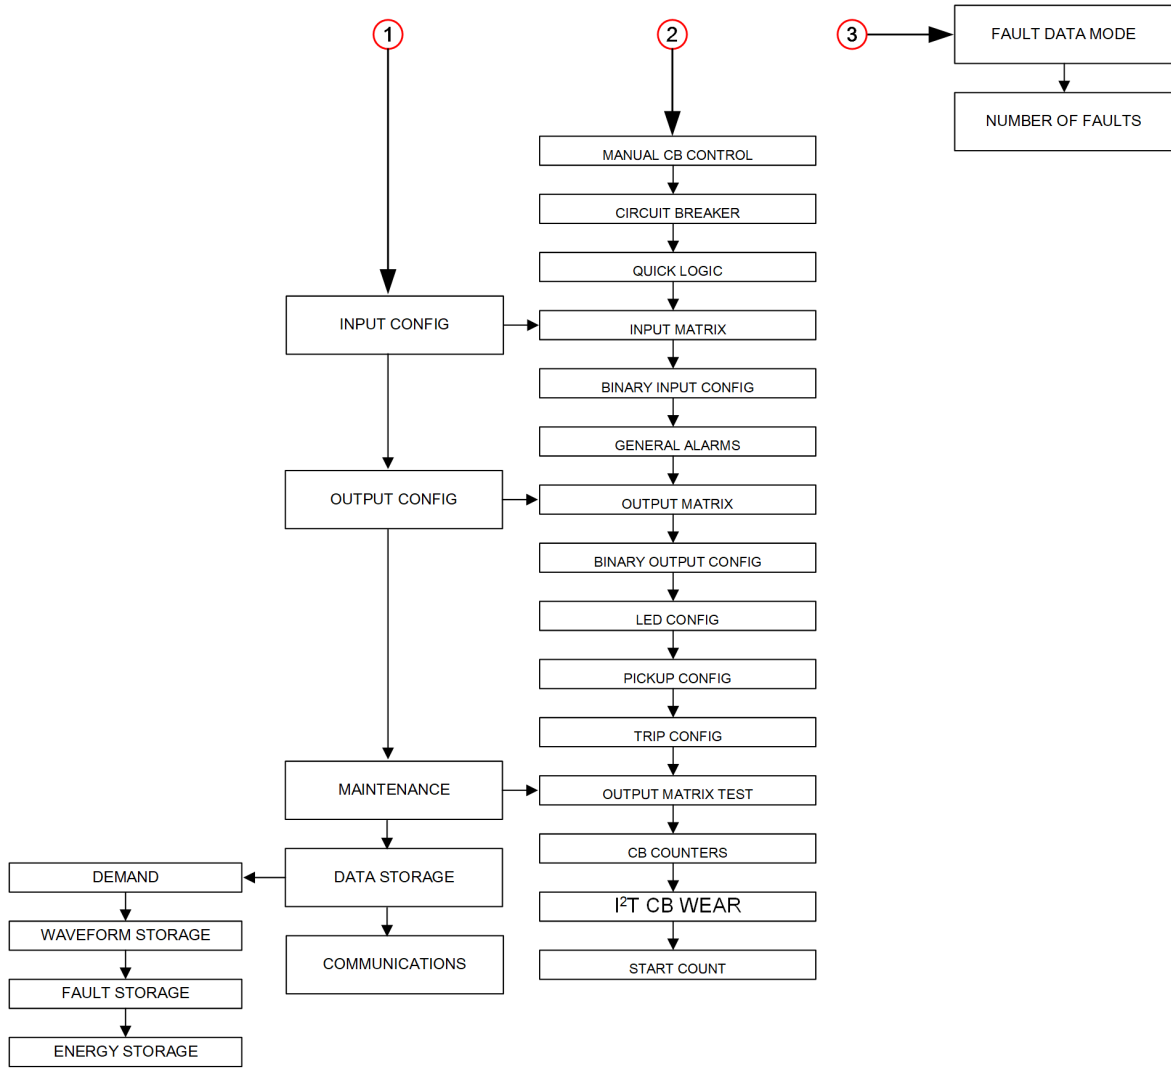 1
2
3
FAULT DATA MODE
NUMBER OF FAULTS
MANUAL CB CONTROL
CIRCUIT BREAKER
QUICK LOGIC
INPUT CONFIG
INPUT MATRIX
BINARY INPUT CONFIG
GENERAL ALARMS
OUTPUT CONFIG
OUTPUT MATRIX
BINARY OUTPUT CONFIG
LED CONFIG
PICKUP CONFIG
TRIP CONFIG
MAINTENANCE
OUTPUT MATRIX TEST
CB COUNTERS
DEMAND
DATA STORAGE
I²T CB WEAR
WAVEFORM STORAGE
COMMUNICATIONS
START COUNT
FAULT STORAGE
ENERGY STORAGE